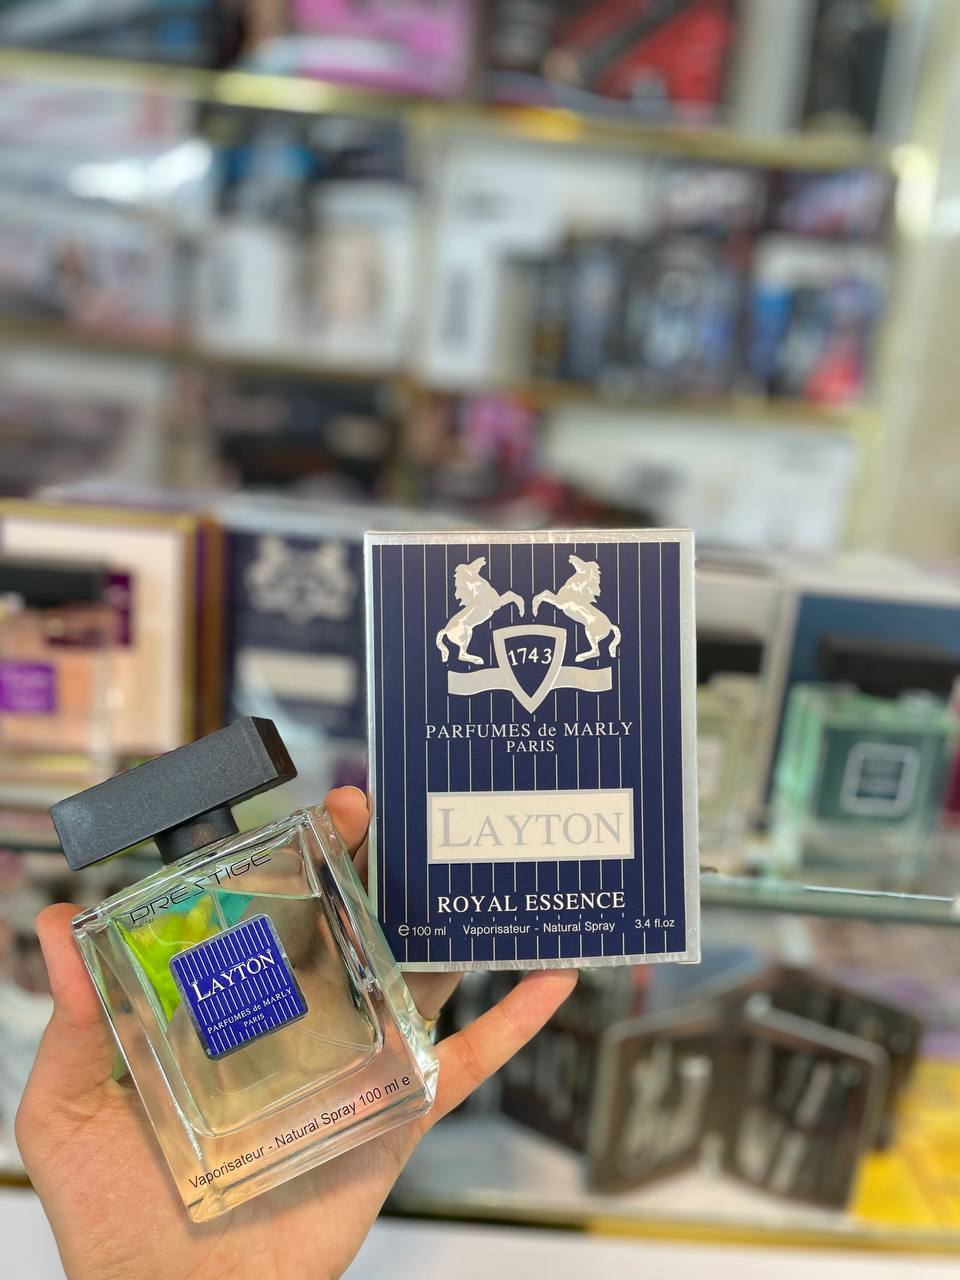 1743
PARFUMES de MARLY
PARIS
LAYTON
ROYAL ESSENCE
e 100 ml Vaporisateur - Natural Spray 3.4 fl.oz
PRESTIGE
LAYTON
PARFUMES de MARLY
PARIS
Vaporisateur - Natural Spray 100 ml e